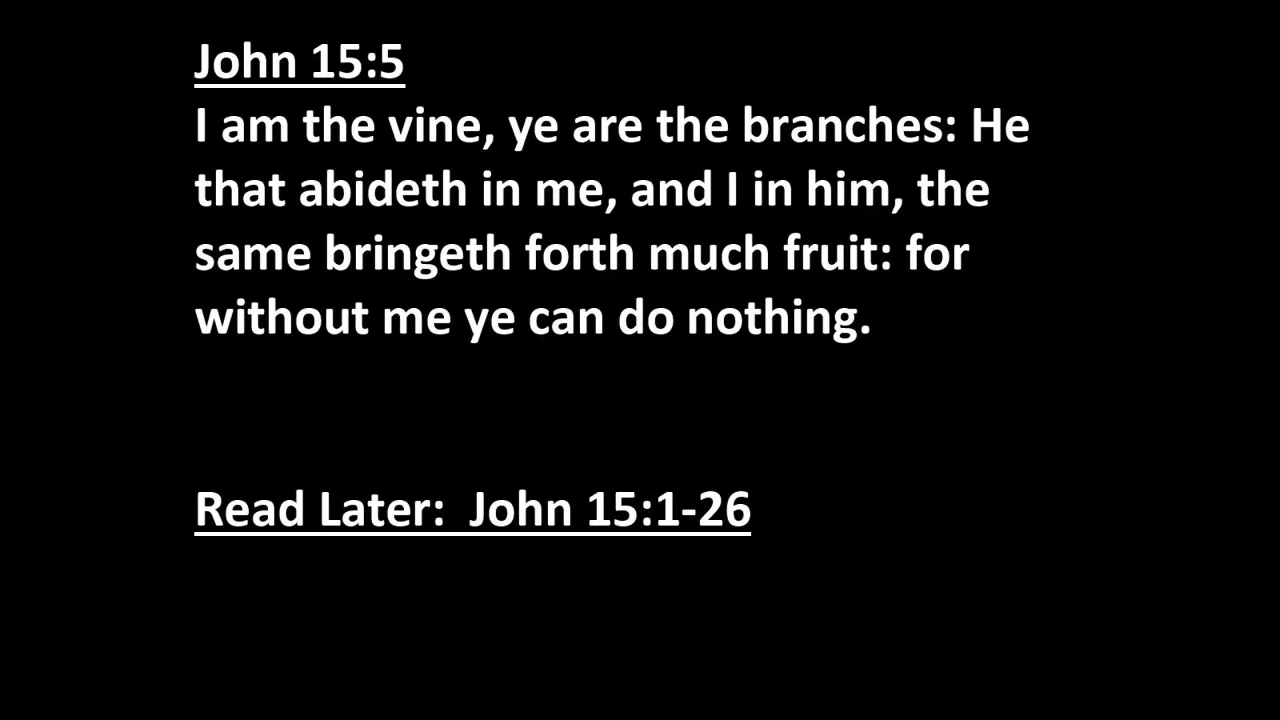 John 15:5
I am the vine, ye are the branches: He
that abideth in me, and I in him, the
same bringeth forth much fruit: for
without me ye can do nothing.
Read Later:  John 15:1-26